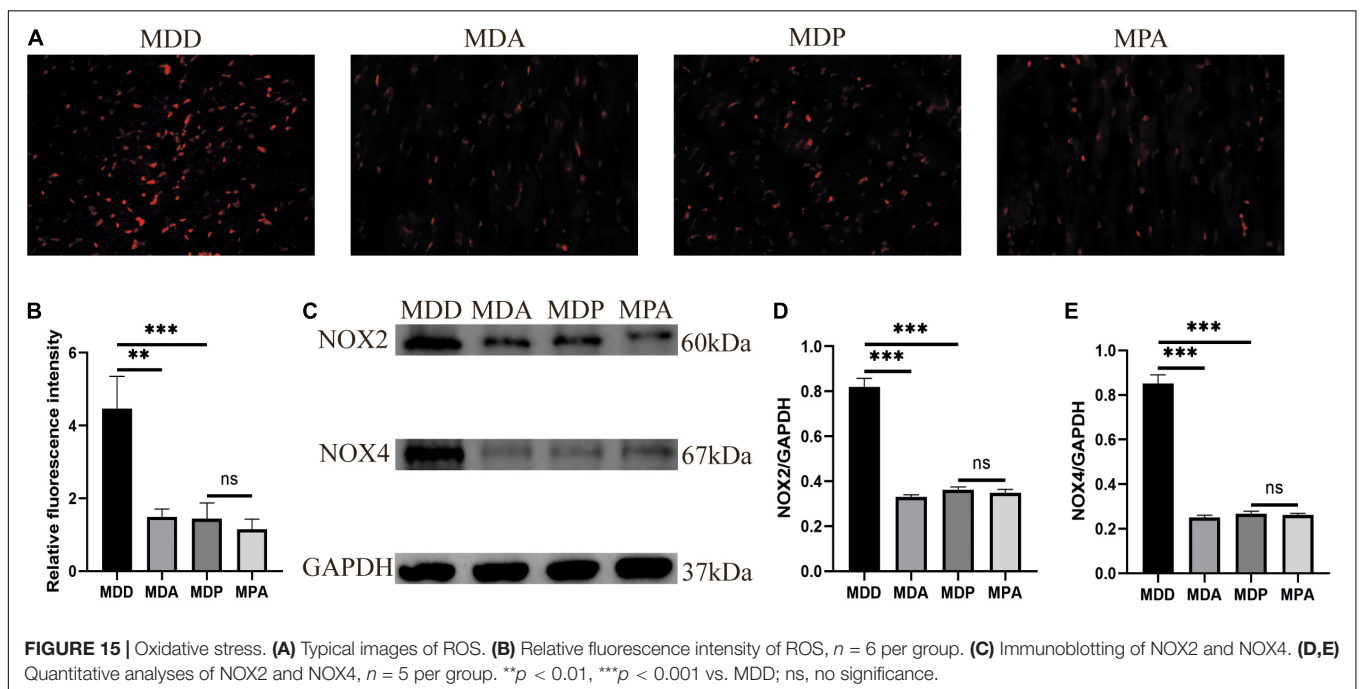 A
MDD MDA MDP MPA
B
Relative fluorescence intensity
***
**
ns
6
4
2
0
MDD MDA MDP MPA
C
MDD MDA MDP MPA
NOX2 60kDa
NOX4 67kDa
GAPDH 37kDa
D
NOX2/GAPDH
***
***
ns
1.0
0.8
0.6
0.4
0.2
0.0
MDD MDA MDP MPA
E
NOX4/GAPDH
***
***
ns
1.0
0.8
0.6
0.4
0.2
0.0
MDD MDA MDP MPA
FIGURE 15 | Oxidative stress. (A) Typical images of ROS. (B) Relative fluorescence intensity of ROS, n = 6 per group. (C) Immunoblotting of NOX2 and NOX4. (D,E)
Quantitative analyses of NOX2 and NOX4, n = 5 per group. **p < 0.01, ***p < 0.001 vs. MDD; ns, no significance.